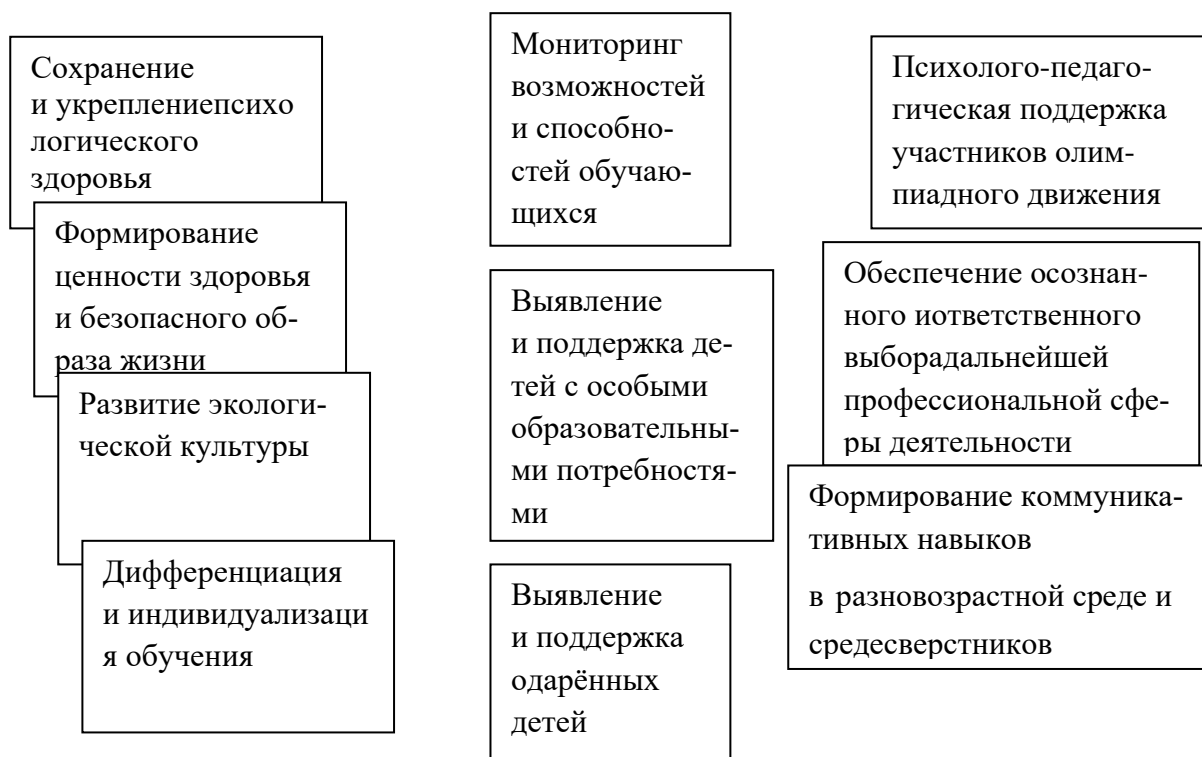 Сохранение
и укреплениепсихо
логического
здоровья
Формирование
ценности здоровья
и безопасного об-
раза жизни
Развитие экологи-
ческой культуры
Дифференциация
и индивидуализаци
я обучения
Мониторинг
возможностей
и способно-
стей обучаю-
щихся
Выявление
и поддержка де-
тей с особыми
образовательны-
ми потребностя-
ми
Выявление
и поддержка
одарённых
детей
Психолого-педаго-
гическая поддержка
участников олим-
пиадного движения
Обеспечение осознан-
ного иответственного
выборадальнейшей
профессиональной сфе-
ры деятельности
Формирование коммуника-
тивных навыков
в разновозрастной среде и
средесверстников